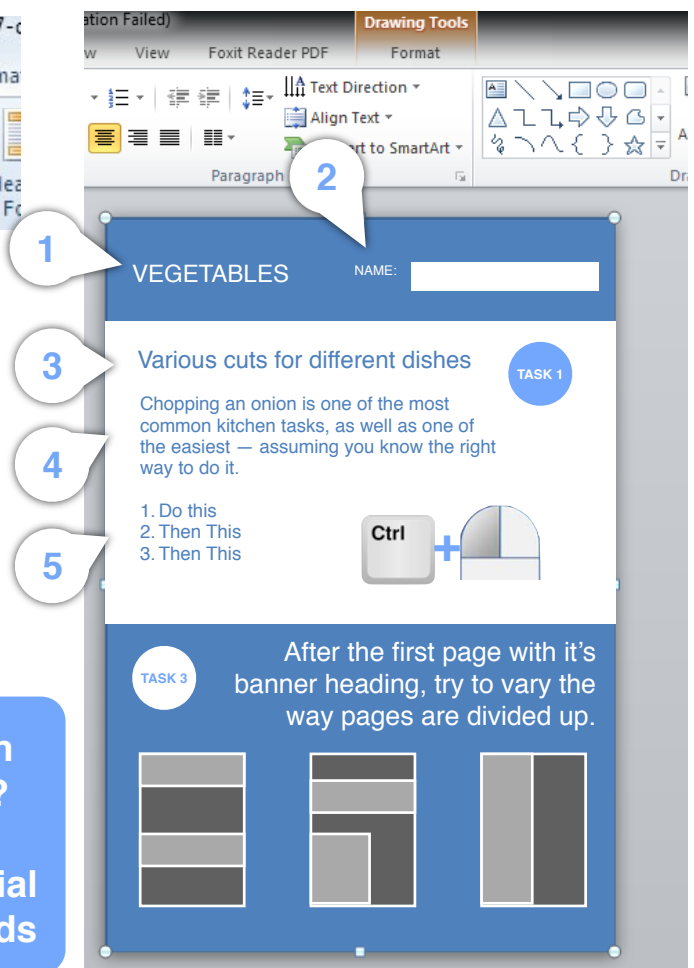 ation Failed)
Drawing Tools
View
Foxit Reader PDF
Format
Text Direction
Align Text
to SmartArt
Paragraph
1
2
VEGETABLES
NAME:
3
Various cuts for different dishes
TASK 1
4
Chopping an onion is one of the most
common kitchen tasks, as well as one of
the easiest — assuming you know the right
way to do it.
5
1. Do this
2. Then This
3. Then This
Ctrl
+
TASK 3
After the first page with it's
banner heading, try to vary the
way pages are divided up.